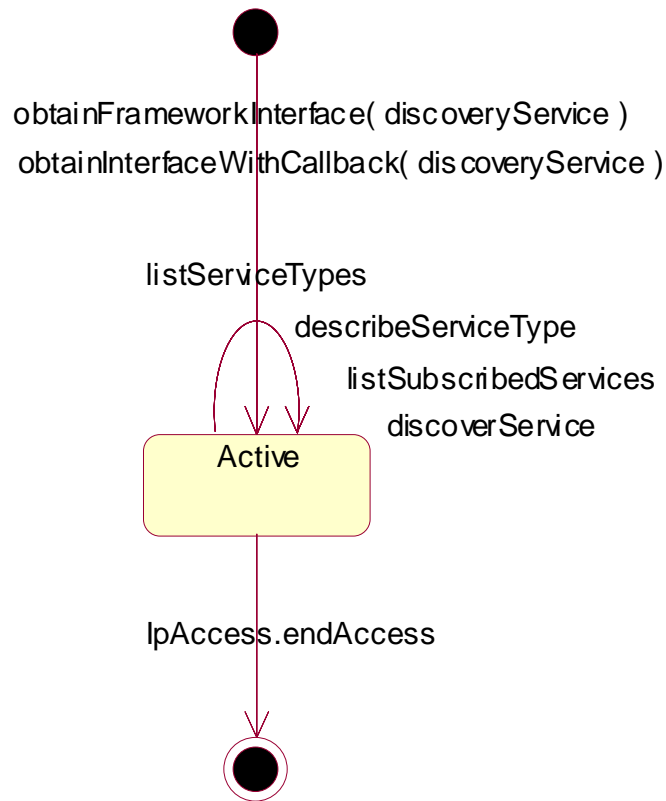 obtainFrameworkInterface( discoveryService )
obtainInterfaceWithCallback( discoveryService )
listServiceTypes
describeServiceType
listSubscribedServices
discoverService
Active
IpAccess.endAccess